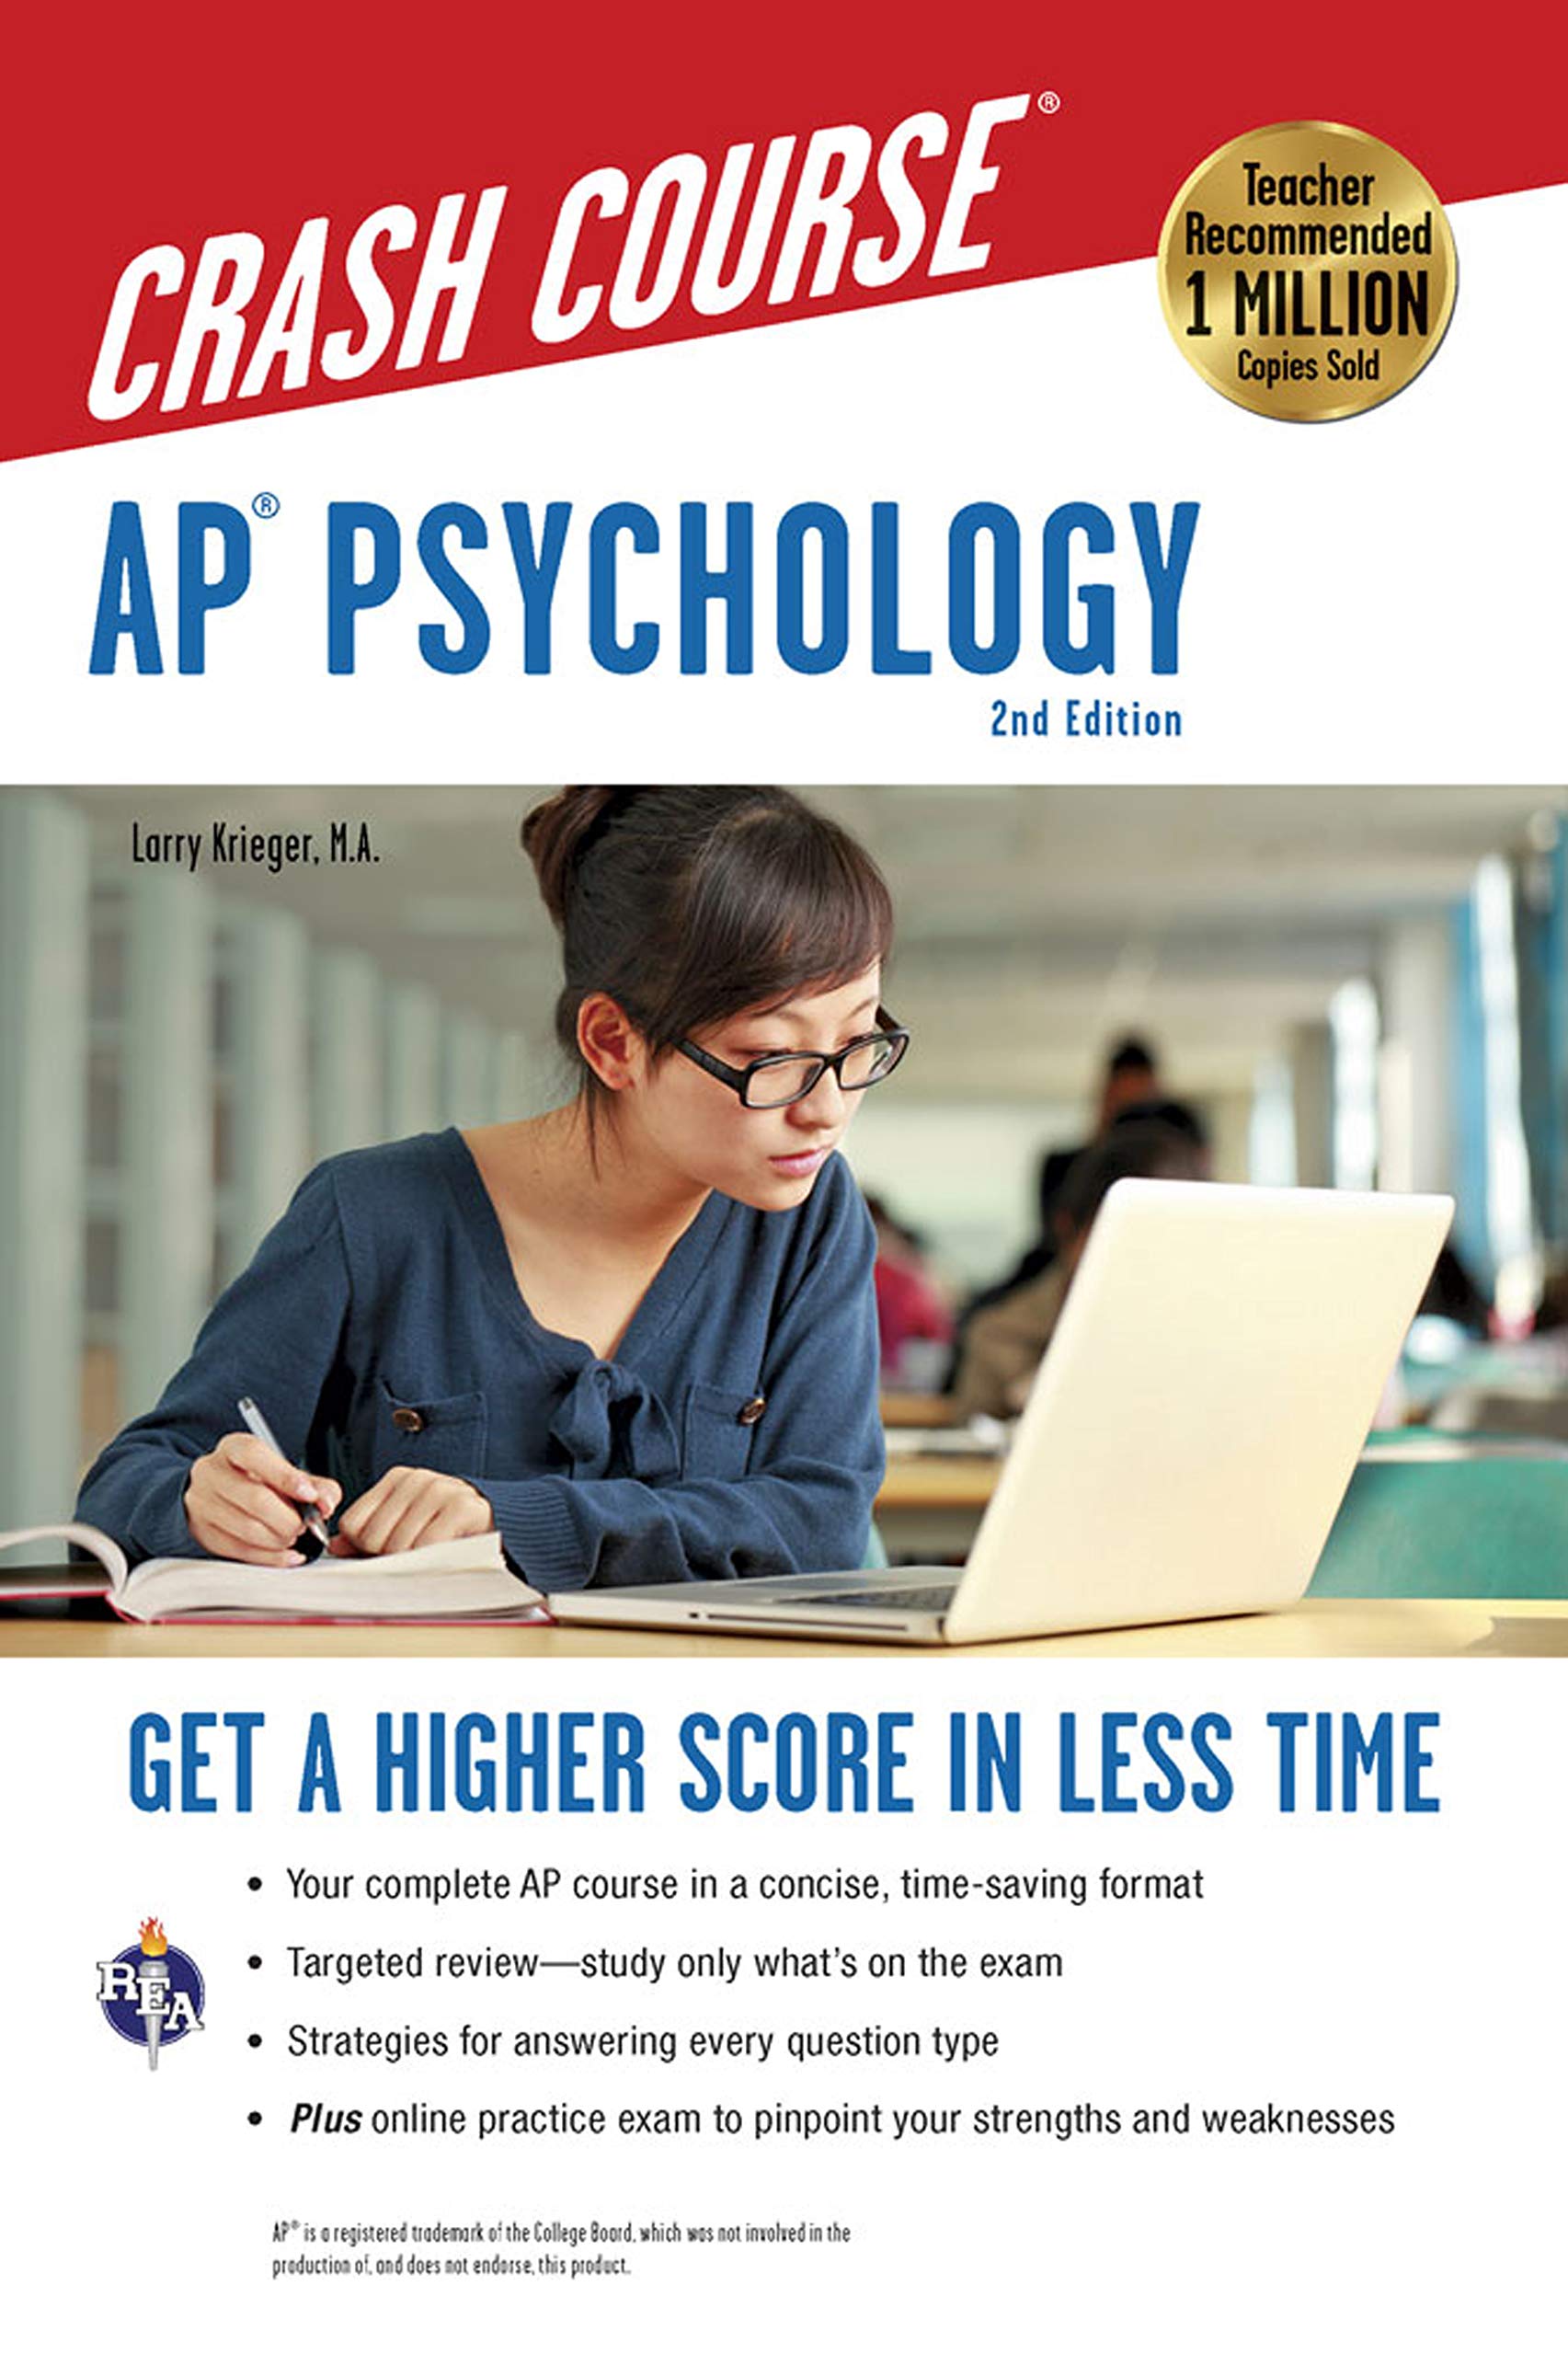 CRASH COURSE®
Teacher
Recommended
1 MILLION
Copies Sold
AP® PSYCHOLOGY
2nd Edition
Larry Krieger, M.A.
GET A HIGHER SCORE IN LESS TIME
• Your complete AP course in a concise, time-saving format
• Targeted review—study only what's on the exam
• Strategies for answering every question type
• Plus online practice exam to pinpoint your strengths and weaknesses
REA
AP® is a registered trademark of the College Board, which was not involved in the
production of, and does not endorse, this product.